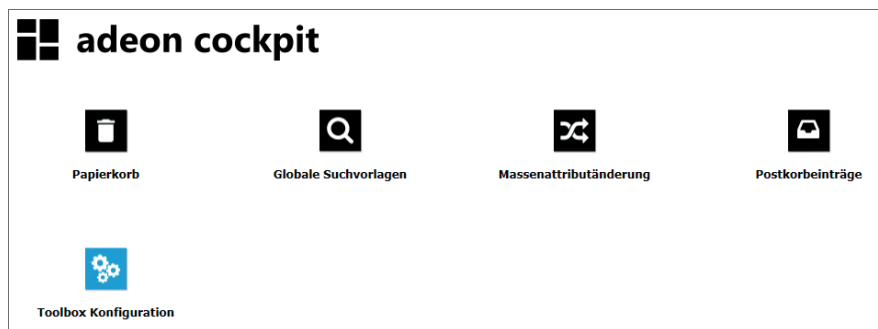 adeon cockpit
Papierkorb
Globale Suchvorlagen
Massenattributänderung
Postkorbeinträge
Toolbox Konfiguration